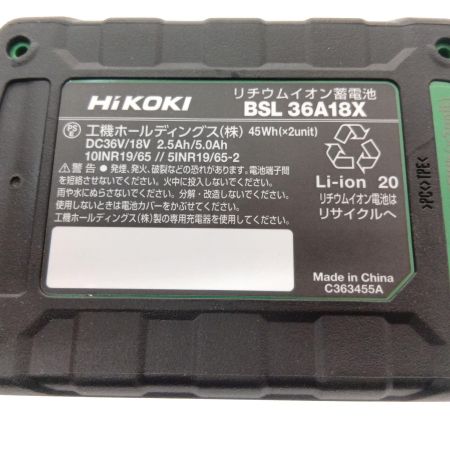 HiKOKI
リチウムイオン蓄電池
BSL 36A18X
PS E
工機ホールディングス(株) 45Wh(×2unit)
DC36V/18V 2.5Ah/5.0Ah
10INR19/65 // 5INR19/65-2
警告 発煙、発火、破裂などの恐れがあります。電池端子間
を短絡させないでください。火中に投入しないでください。
雨や水にぬらさないでください。分解・改造しないでください。
使用しないときは電池カバーをかぶせてください。
工機ホールディングス(株)製の専用充電器を使用してください。
Li-ion 20
リチウムイオン電池は
リサイクルへ
Made in China
C363455A
>PC+TPE<